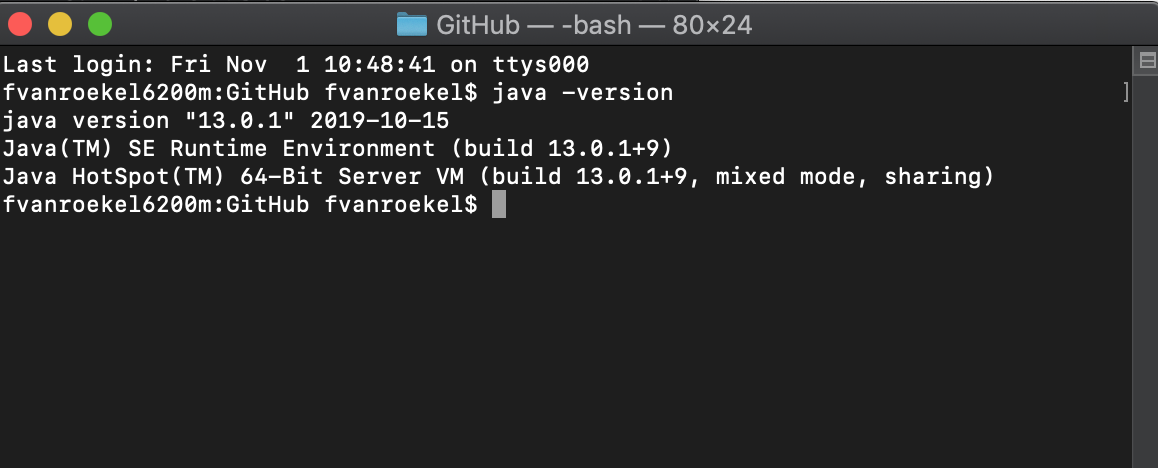 GitHub — -bash — 80×24
Last login: Fri Nov  1 10:48:41 on ttys000
fvanroekel6200m:GitHub fvanroekel$ java -version
]
java version "13.0.1" 2019-10-15
Java(TM) SE Runtime Environment (build 13.0.1+9)
Java HotSpot(TM) 64-Bit Server VM (build 13.0.1+9, mixed mode, sharing)
fvanroekel6200m:GitHub fvanroekel$